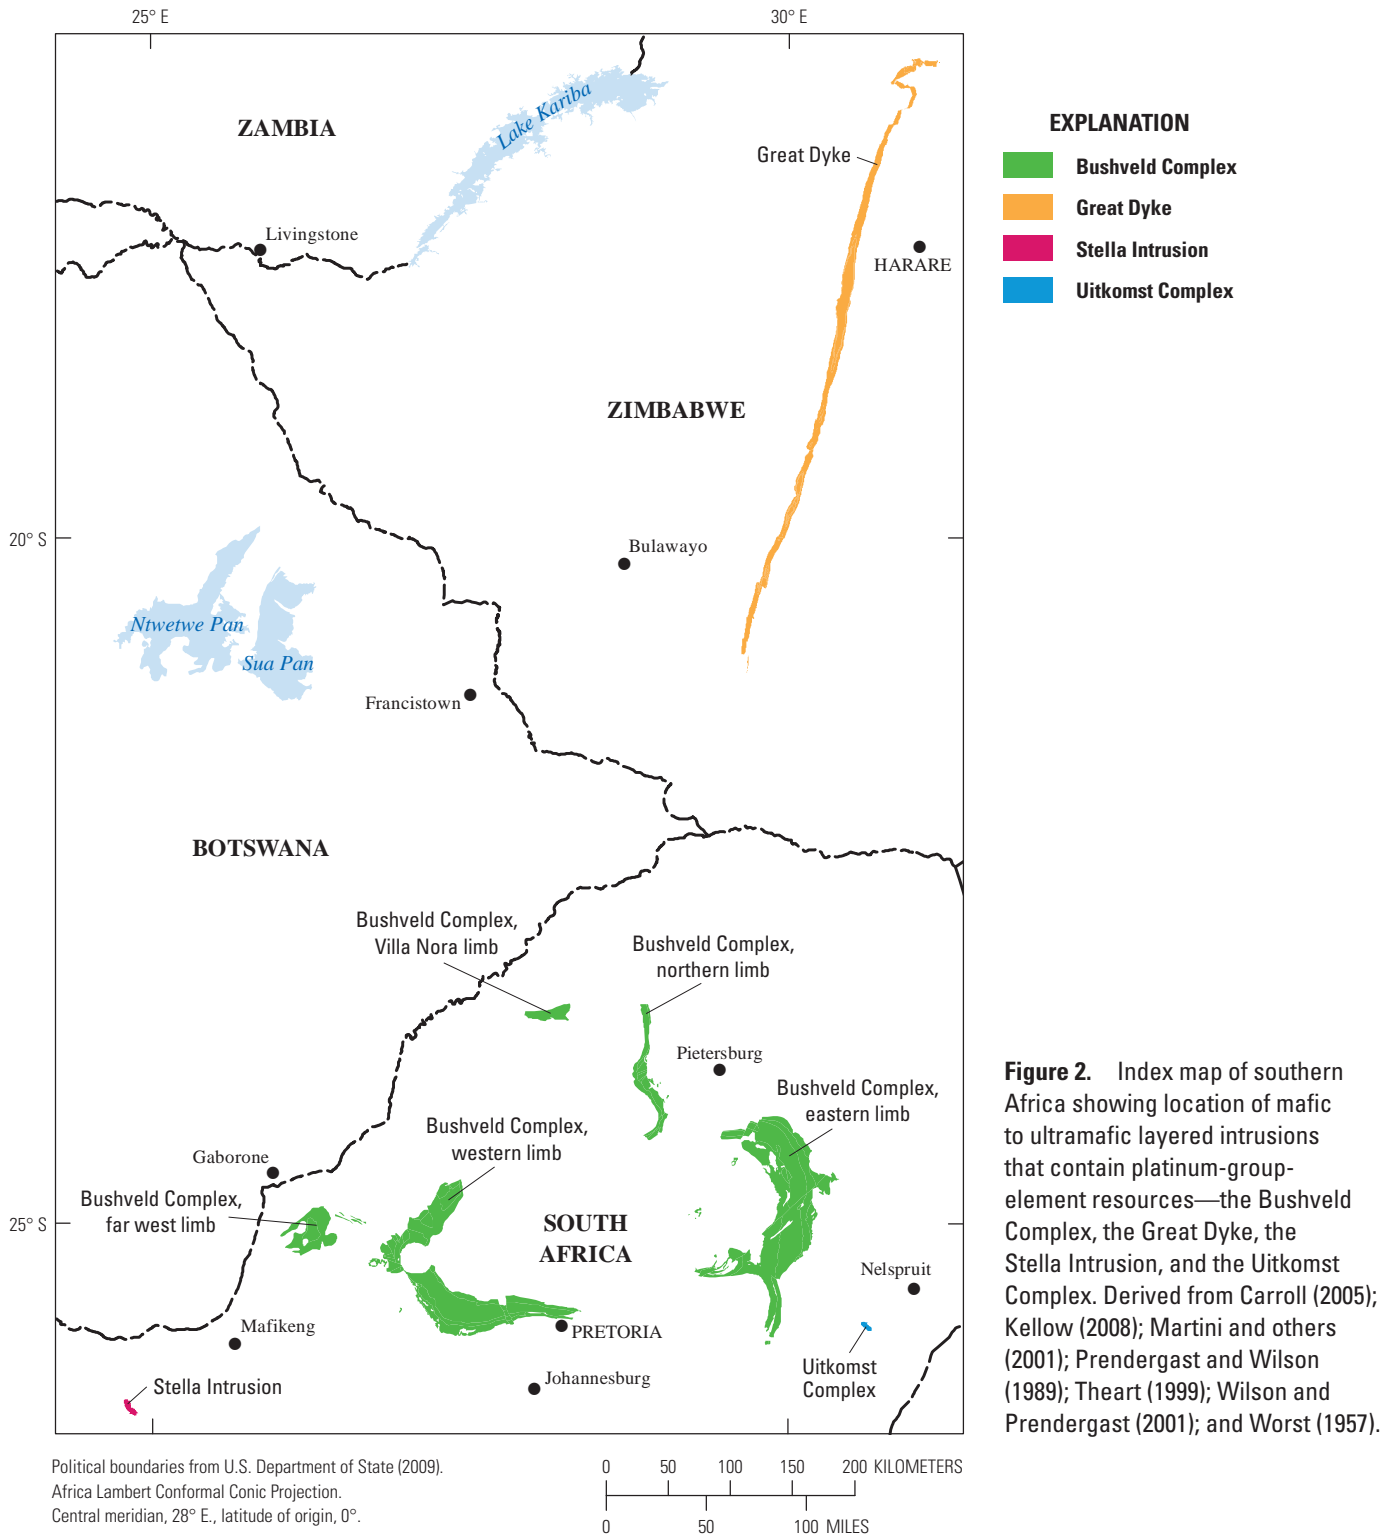 25° E
30° E
ZAMBIA
Lake Kariba
Great Dyke
Livingstone
HARARE
ZIMBABWE
20° S
Bulawayo
Ntwetwe Pan
Sua Pan
Francistown
BOTSWANA
Bushveld Complex,
Villa Nora limb
Bushveld Complex,
northern limb
Pietersburg
Bushveld Complex,
eastern limb
Bushveld Complex,
western limb
Gaborone
Bushveld Complex,
far west limb
25° S
SOUTH
AFRICA
Nelspruit
Mafikeng
PRETORIA
Uitkomst
Complex
Johannesburg
Stella Intrusion
EXPLANATION
Bushveld Complex
Great Dyke
Stella Intrusion
Uitkomst Complex
Figure 2. Index map of southern
Africa showing location of mafic
to ultramafic layered intrusions
that contain platinum-group-
element resources—the Bushveld
Complex, the Great Dyke, the
Stella Intrusion, and the Uitkomst
Complex. Derived from Carroll (2005);
Kellow (2008); Martini and others
(2001); Prendergast and Wilson
(1989); Theart (1999); Wilson and
Prendergast (2001); and Worst (1957).
Political boundaries from U.S. Department of State (2009).
Africa Lambert Conformal Conic Projection.
Central meridian, 28° E., latitude of origin, 0°.
0 50 100 150 200 KILOMETERS
0 50 100 MILES